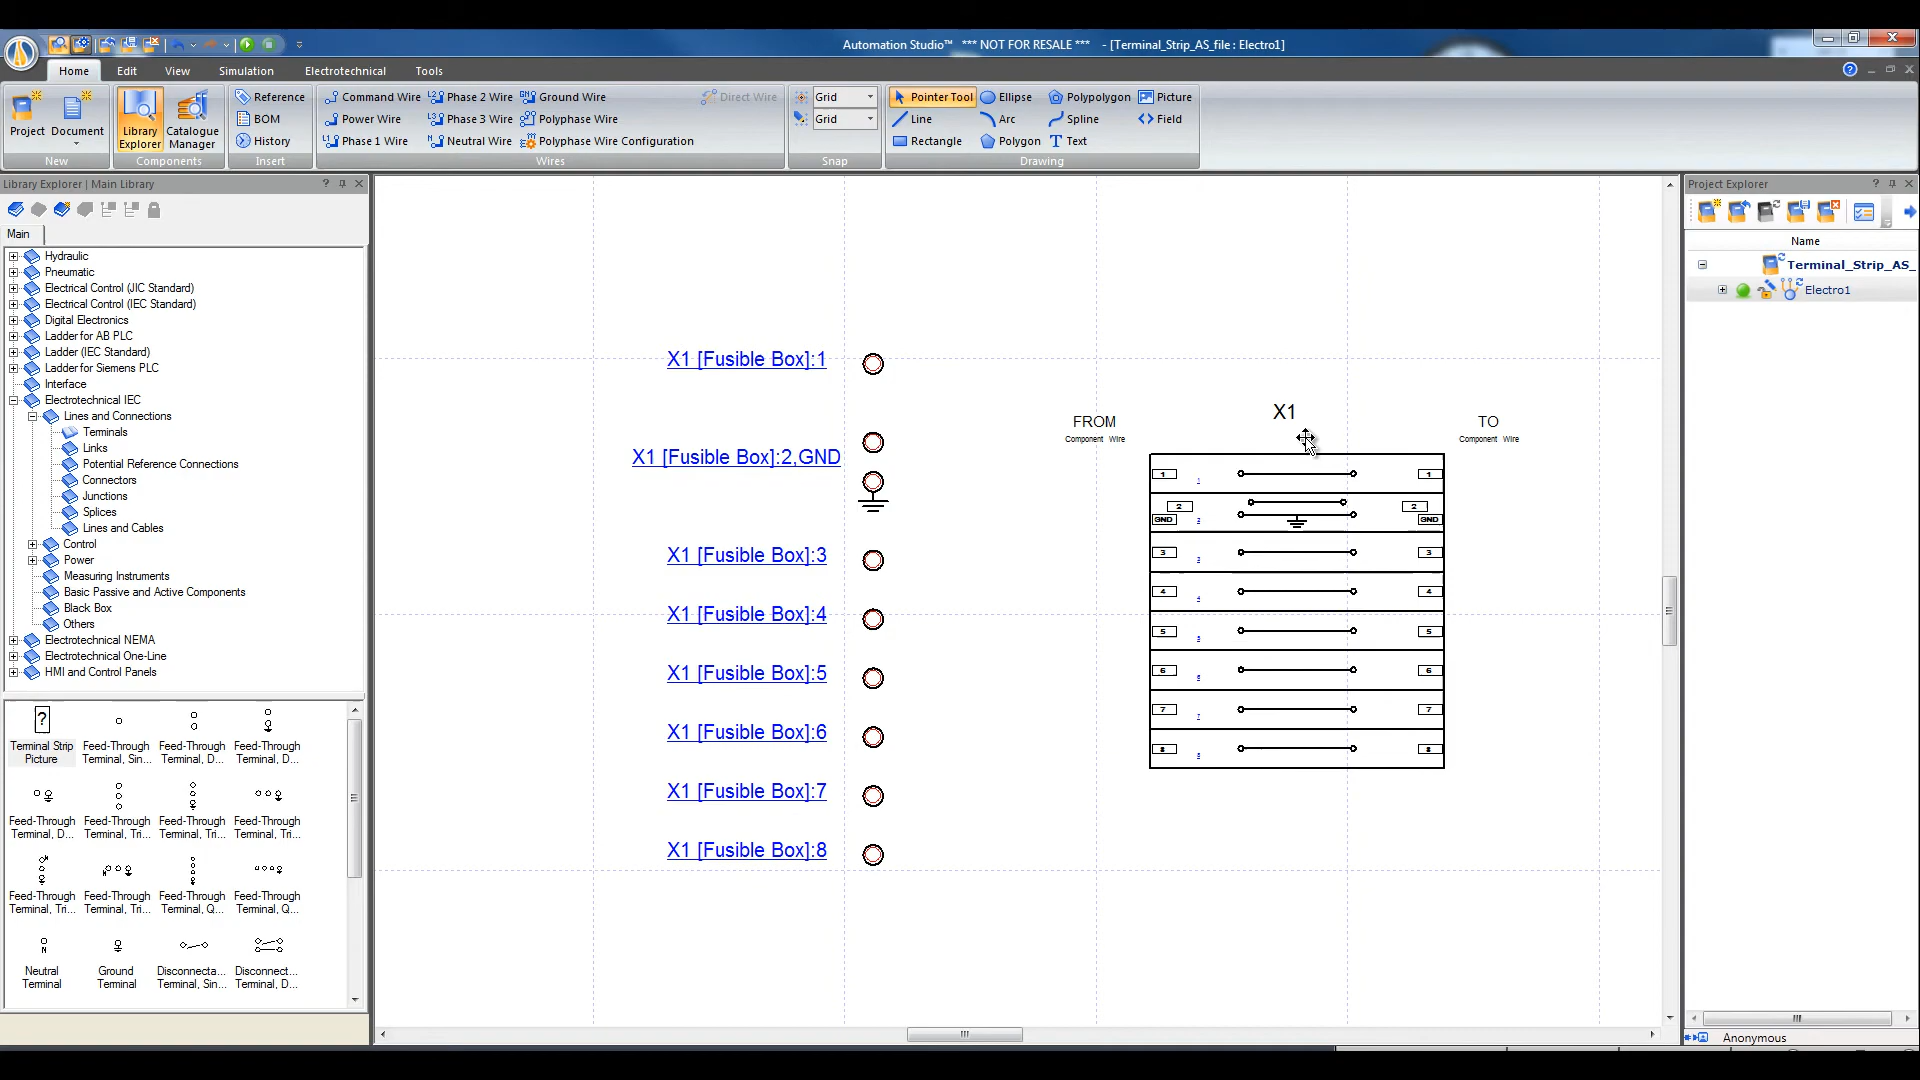 Automation Studio™ *** NOT FOR RESALE *** - [Terminal_Strip_AS_file : Electro1]
Home Edit View Simulation Electrotechnical Tools
Project Document
New
Library Explorer Catalogue Manager
Components
Reference
BOM
History
Insert
Command Wire Phase 2 Wire Ground Wire Direct Wire
Power Wire Phase 3 Wire Polyphase Wire
Phase 1 Wire Neutral Wire Polyphase Wire Configuration
Wires
Grid
Grid
Snap
Pointer Tool Ellipse Polypolygon Picture
Line Arc Spline Field
Rectangle Polygon Text
Drawing
Library Explorer | Main Library
Main
Hydraulic
Pneumatic
Electrical Control (JIC Standard)
Electrical Control (IEC Standard)
Digital Electronics
Ladder for AB PLC
Ladder (IEC Standard)
Ladder for Siemens PLC
Interface
Electrotechnical IEC
Lines and Connections
Terminals
Links
Potential Reference Connections
Connectors
Junctions
Splices
Lines and Cables
Control
Power
Measuring Instruments
Basic Passive and Active Components
Black Box
Others
Electrotechnical NEMA
Electrotechnical One-Line
HMI and Control Panels
?
Terminal Strip Feed-Through Feed-Through Feed-Through
Picture Terminal, Sin... Terminal, D... Terminal, D...
Feed-Through Feed-Through Feed-Through Feed-Through
Terminal, D... Terminal, Tri... Terminal, Tri... Terminal, Tri...
Feed-Through Feed-Through Feed-Through Feed-Through
Terminal, Tri... Terminal, Tri... Terminal, Q... Terminal, Q...
N
Neutral Ground Disconnecta... Disconnect...
Terminal Terminal Terminal, Sin... Terminal, D...
X1 [Fusible Box]:1
X1 [Fusible Box]:2,GND
X1 [Fusible Box]:3
X1 [Fusible Box]:4
X1 [Fusible Box]:5
X1 [Fusible Box]:6
X1 [Fusible Box]:7
X1 [Fusible Box]:8
X1
FROM TO
Component Wire Component Wire
1 1 1
2 2
GND 2 GND
3 3 3
4 4 4
5 5 5
6 6 6
7 7 7
8 8 8
Project Explorer
Name
Terminal_Strip_AS_
Electro1
Anonymous